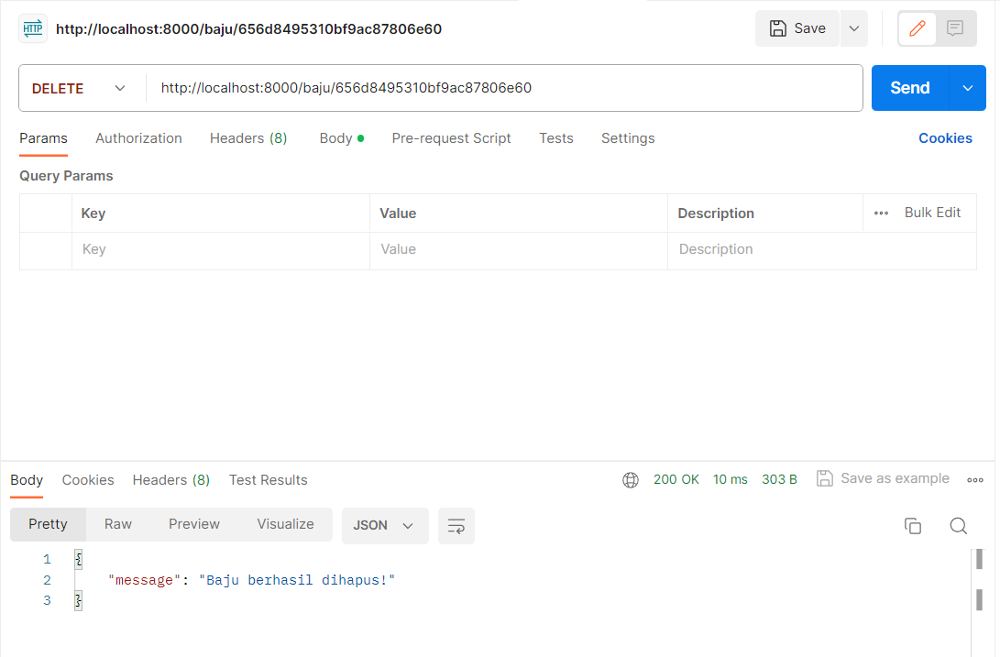 HTTP http://localhost:8000/baju/656d8495310bf9ac87806e60 Save
DELETE http://localhost:8000/baju/656d8495310bf9ac87806e60 Send
Params Authorization Headers (8) Body Pre-request Script Tests Settings Cookies
Query Params
Key Value Description Bulk Edit
Key Value Description
Body Cookies Headers (8) Test Results 200 OK 10 ms 303 B Save as example
Pretty Raw Preview Visualize JSON
1 {
2 "message": "Baju berhasil dihapus!"
3 }